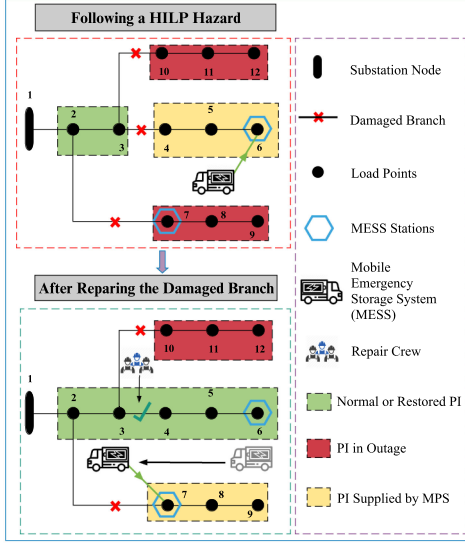 Following a HILP Hazard
1
2
3
4
5
6
7
8
9
10
11
12
After Reparing the Damaged Branch
1
2
3
4
5
6
7
8
9
10
11
12
Substation Node
Damaged Branch
Load Points
MESS Stations
Mobile
Emergency
Storage System
(MESS)
Repair Crew
Normal or Restored PI
PI in Outage
PI Supplied by MPS